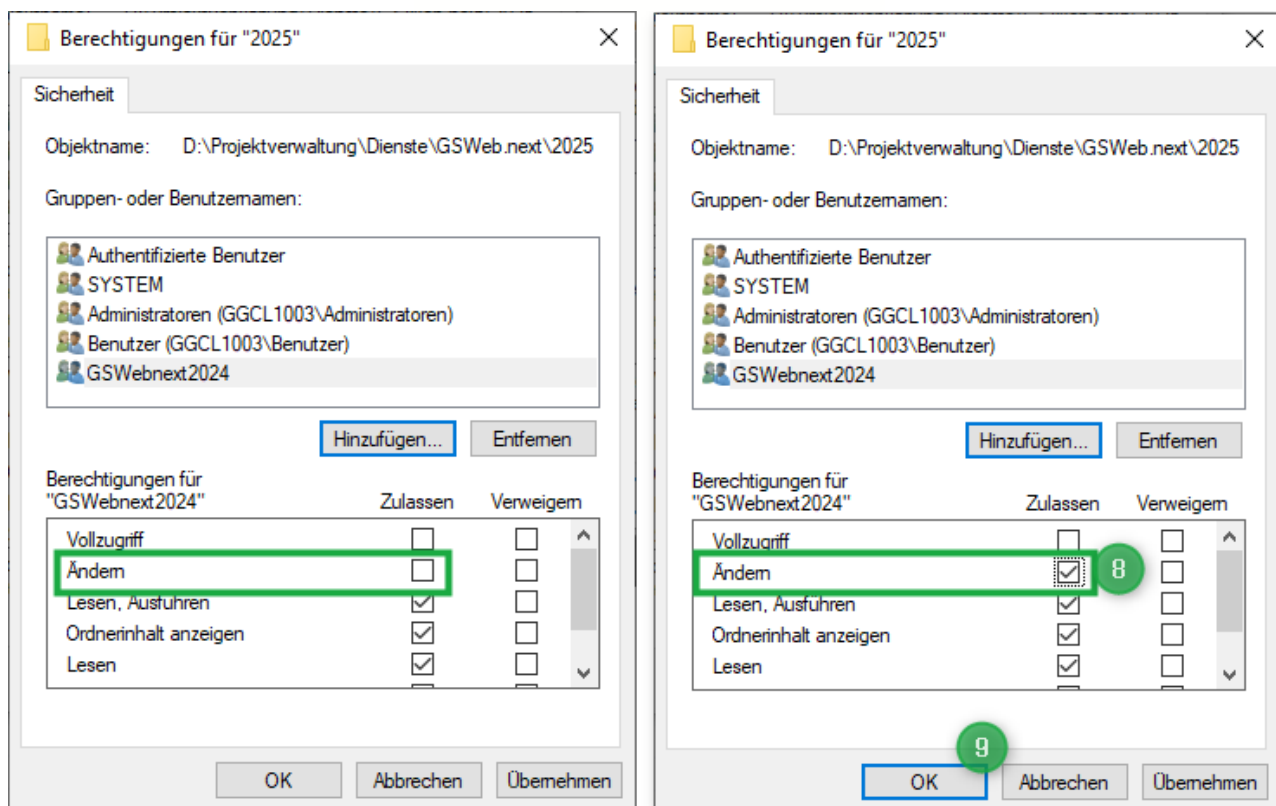 Berechtigungen für "2025"
Sicherheit
Objektname: D:\Projektverwaltung\Dienste\GSWeb.next\2025
Gruppen- oder Benutzernamen:
Authentifizierte Benutzer
SYSTEM
Administratoren (GGCL1003\Administratoren)
Benutzer (GGCL1003\Benutzer)
GSWebnext2024
Hinzufügen... Entfernen
Berechtigungen für
"GSWebnext2024" Zulassen Verweigern
Vollzugriff
Ändern
Lesen, Ausführen
Ordnerinhalt anzeigen
Lesen
OK Abbrechen Übernehmen
Berechtigungen für "2025"
Sicherheit
Objektname: D:\Projektverwaltung\Dienste\GSWeb.next\2025
Gruppen- oder Benutzernamen:
Authentifizierte Benutzer
SYSTEM
Administratoren (GGCL1003\Administratoren)
Benutzer (GGCL1003\Benutzer)
GSWebnext2024
Hinzufügen... Entfernen
Berechtigungen für
"GSWebnext2024" Zulassen Verweigern
Vollzugriff
Ändern 8
Lesen, Ausführen
Ordnerinhalt anzeigen
Lesen
9
OK Abbrechen Übernehmen